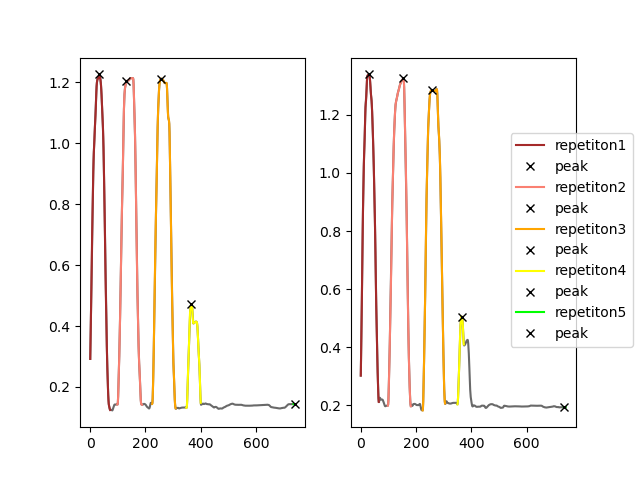 1.2
1.0
0.8
0.6
0.4
0.2
0 200 400 600
1.2
1.0
0.8
0.6
0.4
0.2
0 200 400 600
repetiton1
peak
repetiton2
peak
repetiton3
peak
repetiton4
peak
repetiton5
peak